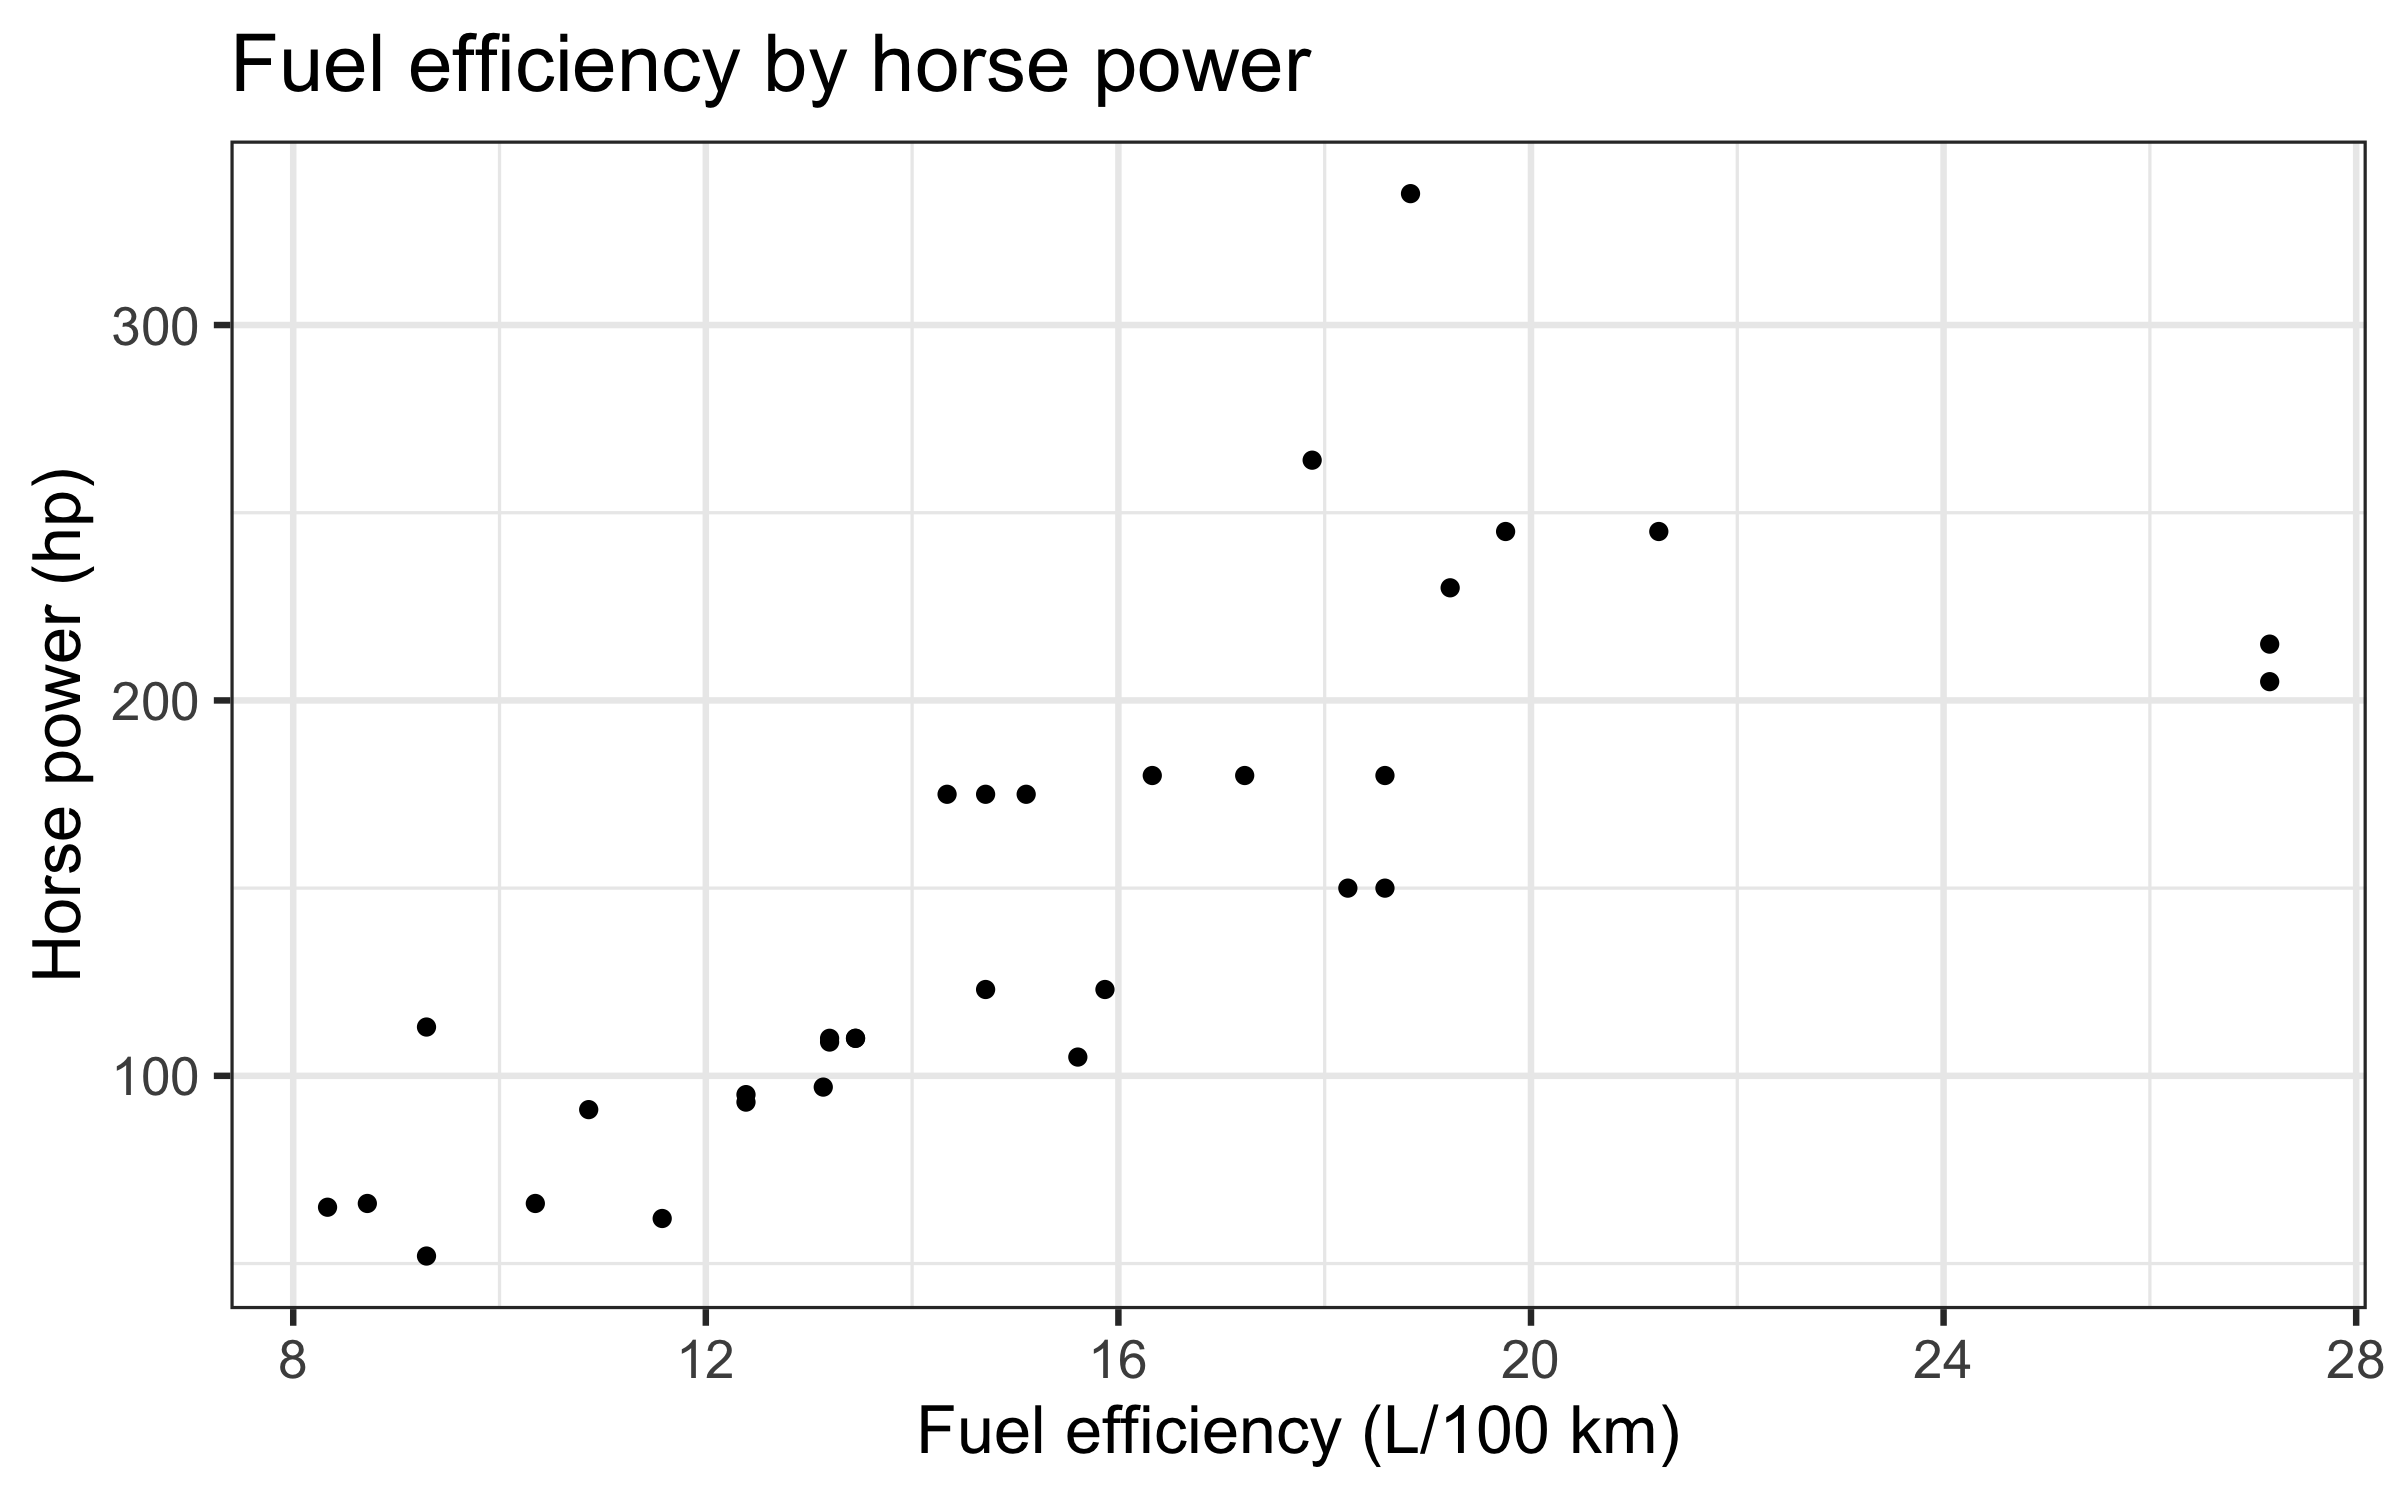 Fuel efficiency by horse power
300
200
100
Horse power (hp)
8 12 16 20 24 28
Fuel efficiency (L/100 km)